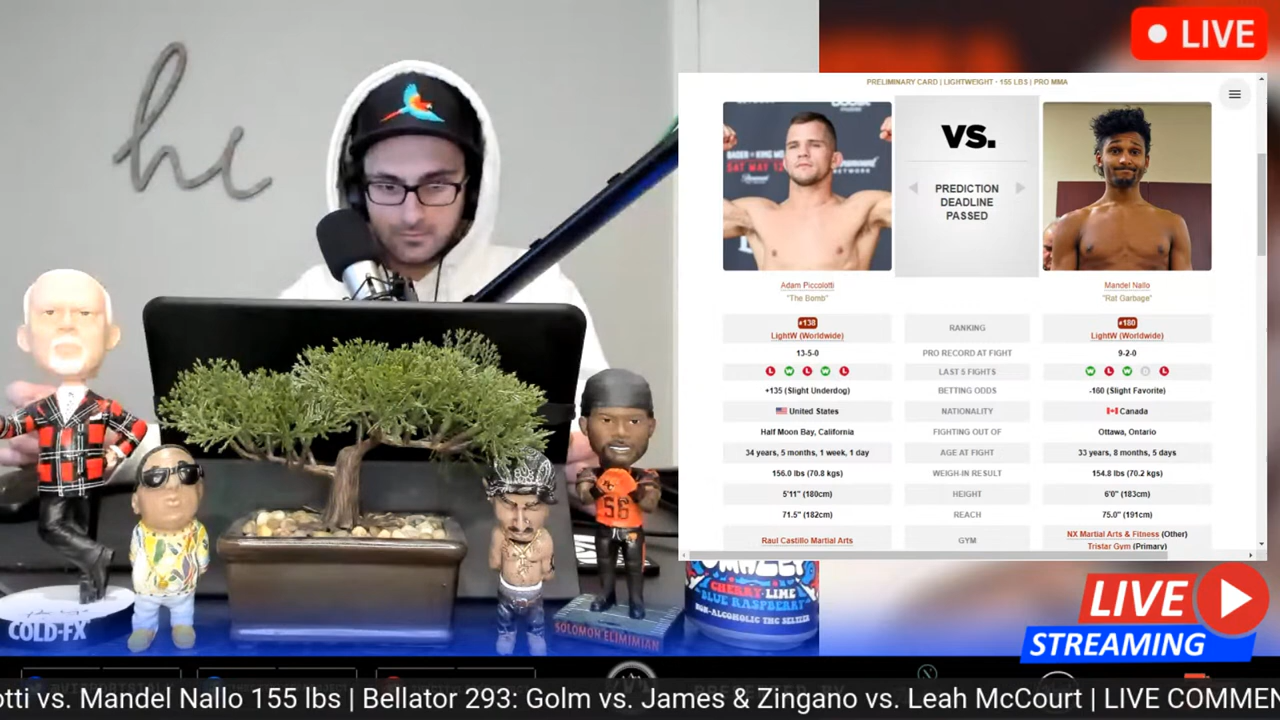 hi
LIVE
PRELIMINARY CARD | LIGHTWEIGHT · 155 LBS | PRO MMA
VS.
PREDICTION
DEADLINE
PASSED
Adam Piccolotti
"The Bomb"
Mandel Nallo
"Rat Garbage"
#138
LightW (Worldwide)
RANKING
#180
LightW (Worldwide)
13-5-0
PRO RECORD AT FIGHT
9-2-0
L W L W L
LAST 5 FIGHTS
W L W D L
+135 (Slight Underdog)
BETTING ODDS
-160 (Slight Favorite)
United States
NATIONALITY
Canada
Half Moon Bay, California
FIGHTING OUT OF
Ottawa, Ontario
34 years, 5 months, 1 week, 1 day
AGE AT FIGHT
33 years, 8 months, 5 days
156.0 lbs (70.8 kgs)
WEIGH-IN RESULT
154.8 lbs (70.2 kgs)
5'11" (180cm)
HEIGHT
6'0" (183cm)
71.5" (182cm)
REACH
75.0" (191cm)
Raul Castillo Martial Arts
GYM
NX Martial Arts & Fitness (Other)
Tristar Gym (Primary)
56
COLD-FX
SOLOMON ELIMIMIAN
CHERRY-LIME
BLUE RASPBERRY
NON-ALCOHOLIC THC SELTZER
LIVE
STREAMING
otti vs. Mandel Nallo 155 lbs | Bellator 293: Golm vs. James & Zingano vs. Leah McCourt | LIVE COMMEN